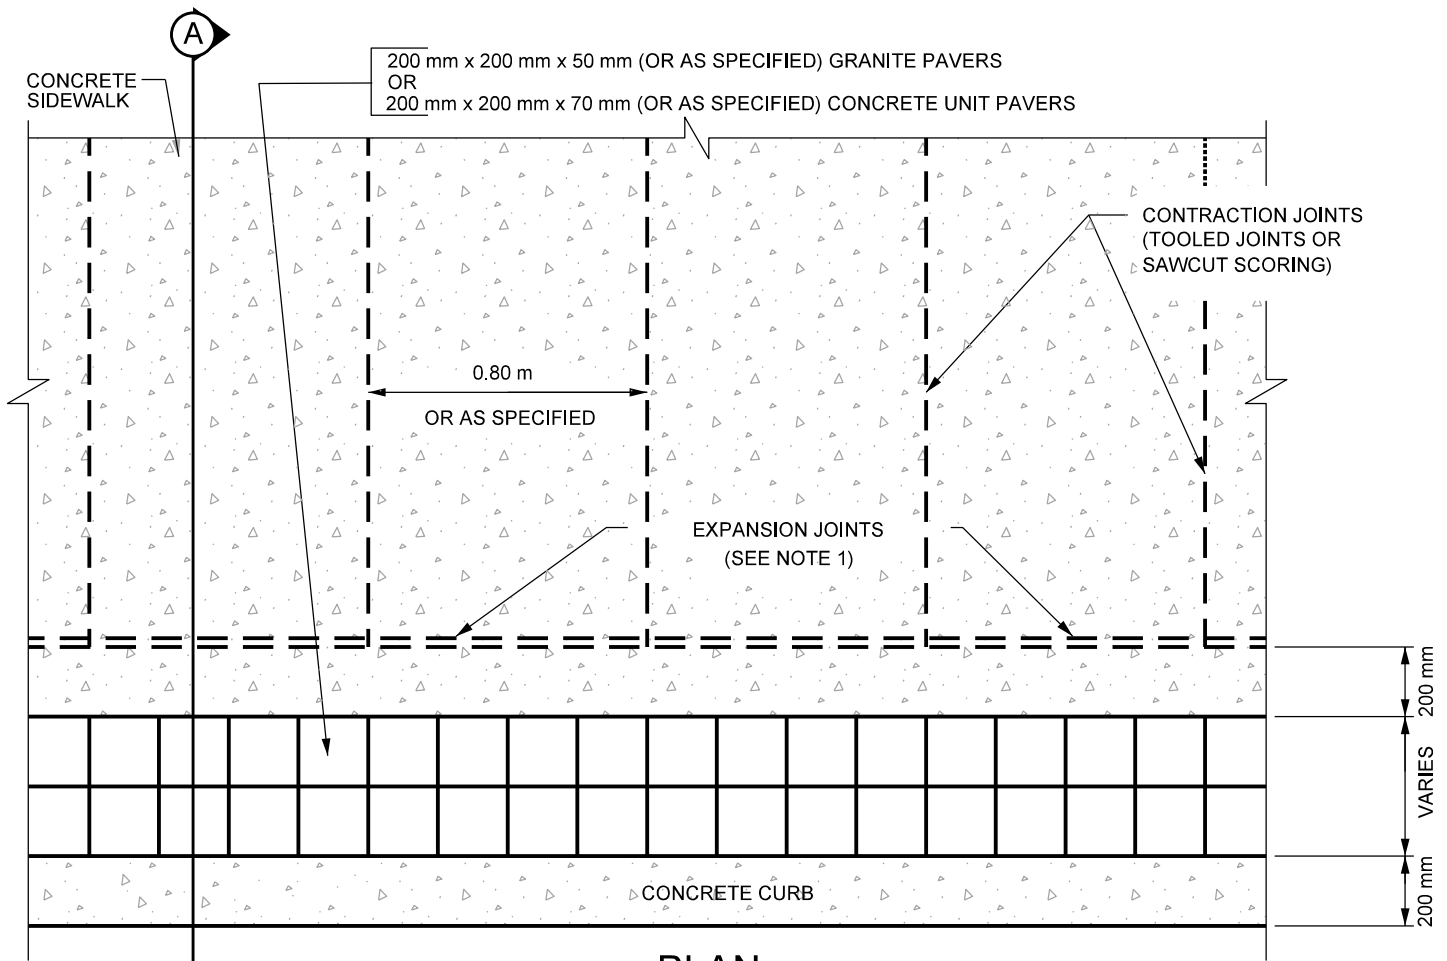 A
200 mm x 200 mm x 50 mm (OR AS SPECIFIED) GRANITE PAVERS
OR
200 mm x 200 mm x 70 mm (OR AS SPECIFIED) CONCRETE UNIT PAVERS
CONCRETE
SIDEWALK
CONTRACTION JOINTS
(TOOLED JOINTS OR
SAWCUT SCORING)
0.80 m
OR AS SPECIFIED
EXPANSION JOINTS
(SEE NOTE 1)
200 mm
VARIES
200 mm
CONCRETE CURB
PLAN